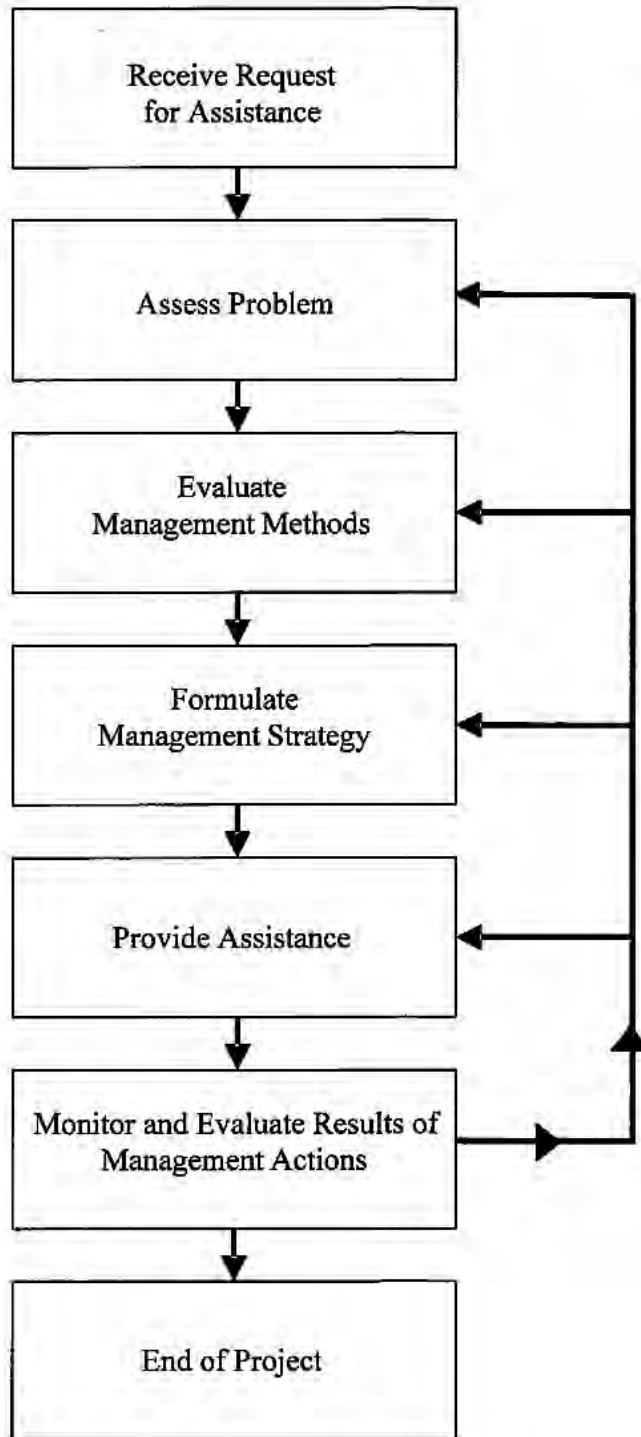 Receive Request
for Assistance
Assess Problem
Evaluate
Management Methods
Formulate
Management Strategy
Provide Assistance
Monitor and Evaluate Results of
Management Actions
End of Project